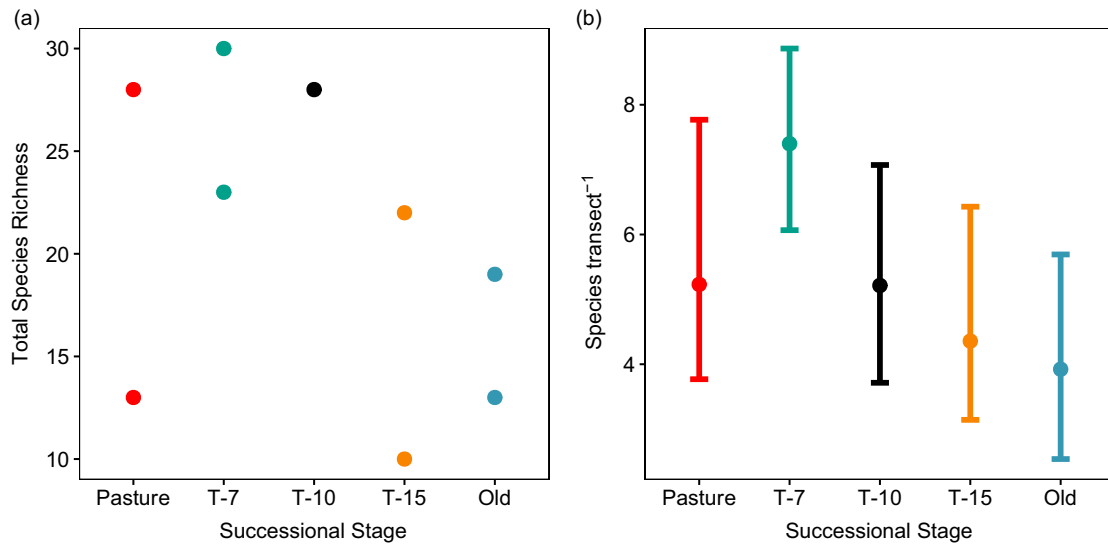 (a)
Total Species Richness
30
25
20
15
10
Pasture T-7 T-10 T-15 Old
Successional Stage
(b)
Species transect⁻¹
8
6
4
Pasture T-7 T-10 T-15 Old
Successional Stage